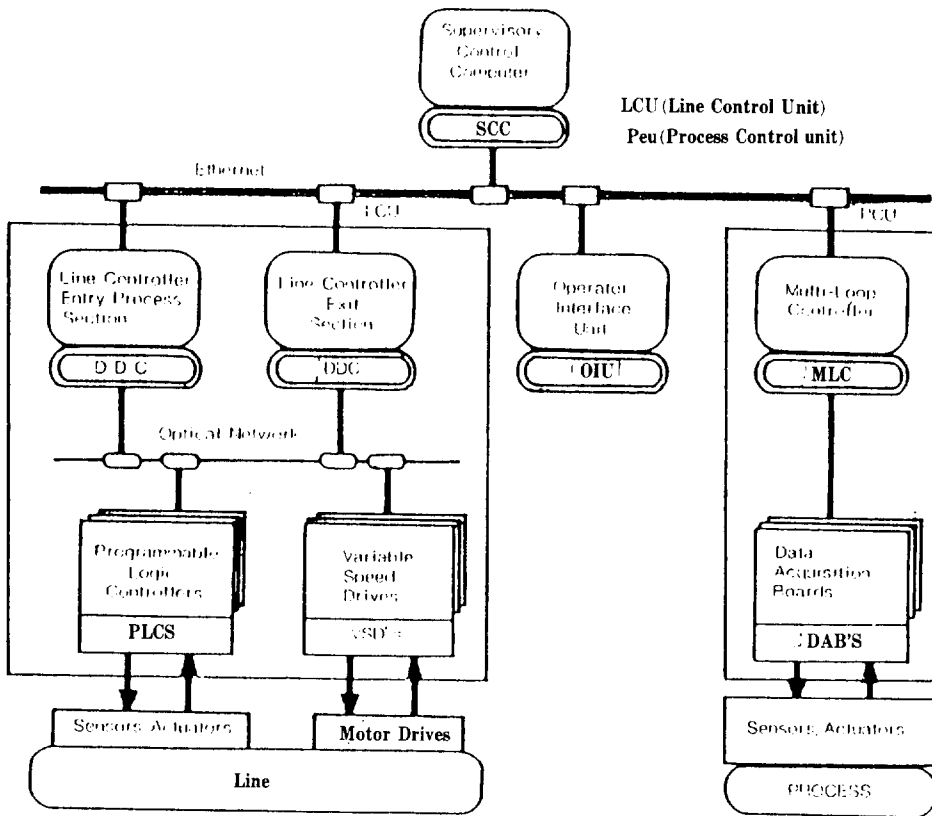 Supervisory
Control
Computer
SCC
LCU(Line Control Unit)
Peu(Process Control unit)
Ethernet
LCU
PCU
Line Controller
Entry Process
Section
DDC
Line Controller
Exit
Section
DDC
Operater
Interface
Unit
OIU
Multi-Loop
Controller
MLC
Optical Network
Programmable
Logic
Controllers
PLCS
Variable
Speed
Drives
VSD's
Data
Acquisition
Boards
DAB'S
Sensors, Actuators
Motor Drives
Line
Sensors, Actuators
PROCESS